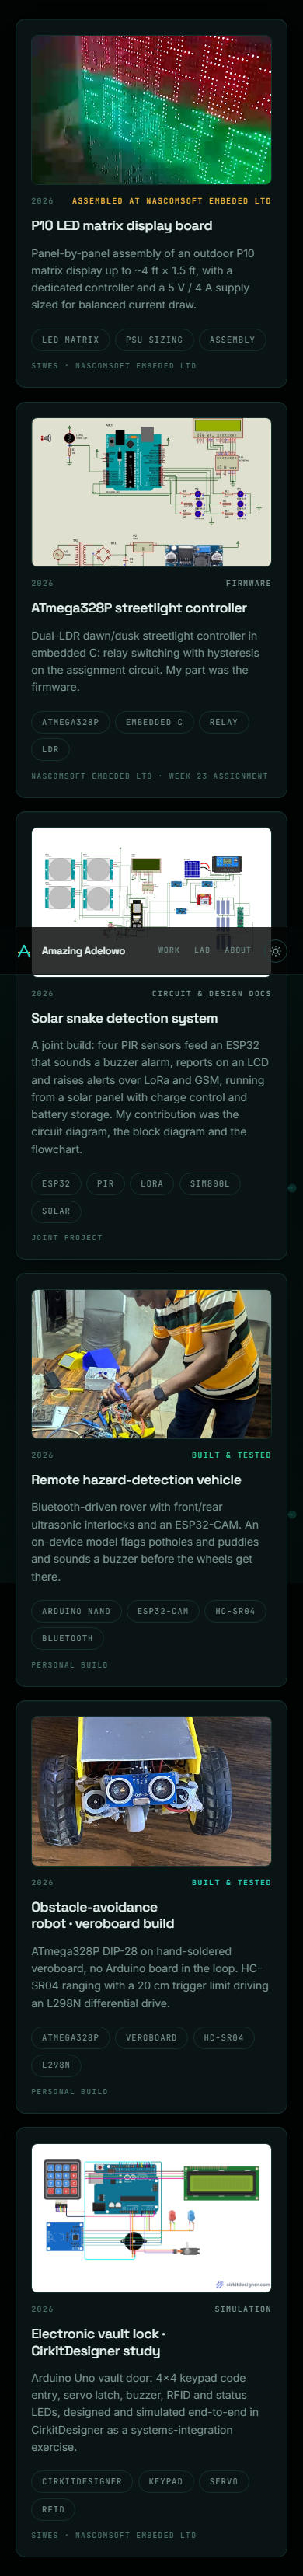 2026 ASSEMBLED AT NASCOMSOFT EMBEDED LTD
P10 LED matrix display board
Panel-by-panel assembly of an outdoor P10
matrix display up to ~4 ft × 1.5 ft, with a
dedicated controller and a 5 V / 4 A supply
sized for balanced current draw.
LED MATRIX PSU SIZING ASSEMBLY
SIWES · NASCOMSOFT EMBEDED LTD
2026 FIRMWARE
ATmega328P streetlight controller
Dual-LDR dawn/dusk streetlight controller in
embedded C: relay switching with hysteresis
on the assignment circuit. My part was the
firmware.
ATMEGA328P EMBEDDED C RELAY
LDR
NASCOMSOFT EMBEDED LTD · WEEK 23 ASSIGNMENT
Amazing Adelowo WORK LAB ABOUT
2026 CIRCUIT & DESIGN DOCS
Solar snake detection system
A joint build: four PIR sensors feed an ESP32
that sounds a buzzer alarm, reports on an LCD
and raises alerts over LoRa and GSM, running
from a solar panel with charge control and
battery storage. My contribution was the
circuit diagram, the block diagram and the
flowchart.
ESP32 PIR LORA SIM800L
SOLAR
JOINT PROJECT
2026 BUILT & TESTED
Remote hazard-detection vehicle
Bluetooth-driven rover with front/rear
ultrasonic interlocks and an ESP32-CAM. An
on-device model flags potholes and puddles
and sounds a buzzer before the wheels get
there.
ARDUINO NANO ESP32-CAM HC-SR04
BLUETOOTH
PERSONAL BUILD
2026 BUILT & TESTED
Obstacle-avoidance
robot · veroboard build
ATmega328P DIP-28 on hand-soldered
veroboard, no Arduino board in the loop. HC-
SR04 ranging with a 20 cm trigger limit driving
an L298N differential drive.
ATMEGA328P VEROBOARD HC-SR04
L298N
PERSONAL BUILD
cirkitdesigner.com
2026 SIMULATION
Electronic vault lock ·
CirkitDesigner study
Arduino Uno vault door: 4×4 keypad code
entry, servo latch, buzzer, RFID and status
LEDs, designed and simulated end-to-end in
CirkitDesigner as a systems-integration
exercise.
CIRKITDESIGNER KEYPAD SERVO
RFID
SIWES · NASCOMSOFT EMBEDED LTD